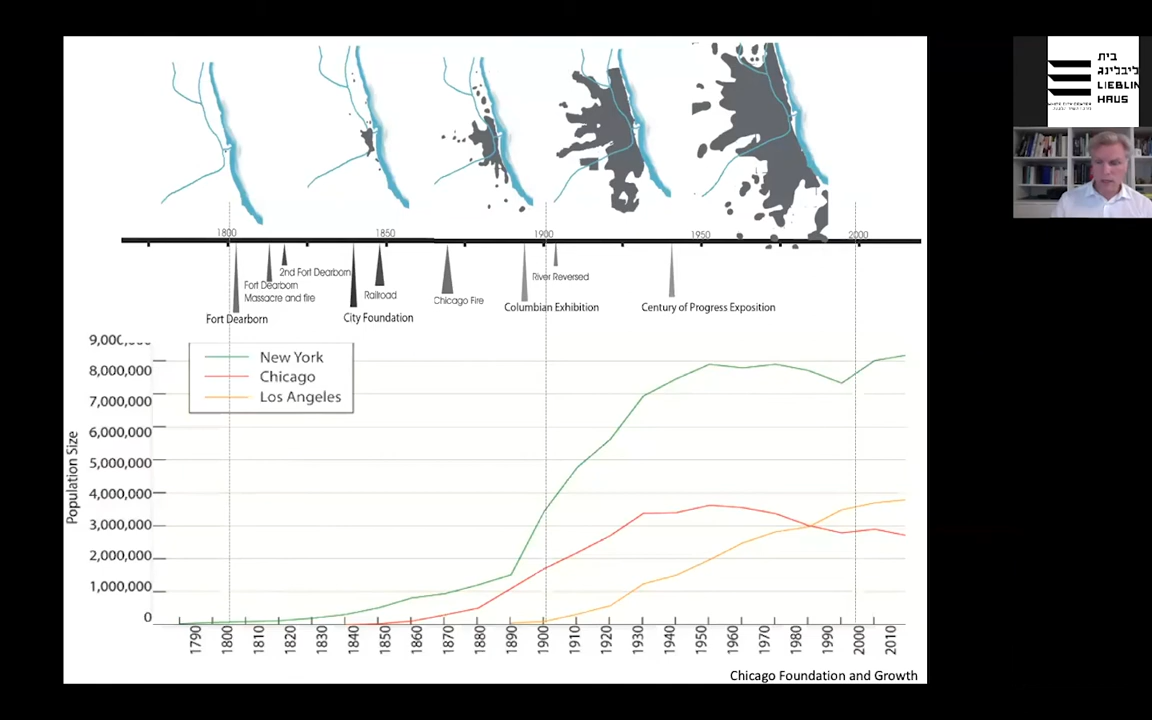 בית
ליבלינג
LIEBLIN
HAUS
1800
1850
1900
1950
2000
2nd Fort Dearborn
Fort Dearborn
Massacre and fire
Fort Dearborn
Railroad
City Foundation
Chicago Fire
River Reversed
Columbian Exhibition
Century of Progress Exposition
New York
Chicago
Los Angeles
Population Size
8,000,000
7,000,000
6,000,000
5,000,000
4,000,000
3,000,000
2,000,000
1,000,000
0
1790
1800
1810
1820
1830
1840
1850
1860
1870
1880
1890
1900
1910
1920
1930
1940
1950
1960
1970
1980
1990
2000
2010
Chicago Foundation and Growth